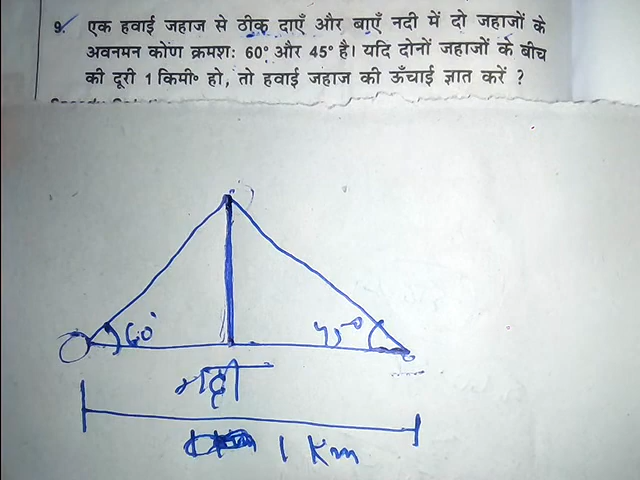 9. एक हवाई जहाज से ठीक दाएँ और बाएँ नदी में दो जहाजों के
अवनमन कोण क्रमशः 60° और 45° है। यदि दोनों जहाजों के बीच
की दूरी 1 किमी० हो, तो हवाई जहाज की ऊँचाई ज्ञात करें ?
60°
45°
नदी
1 Km